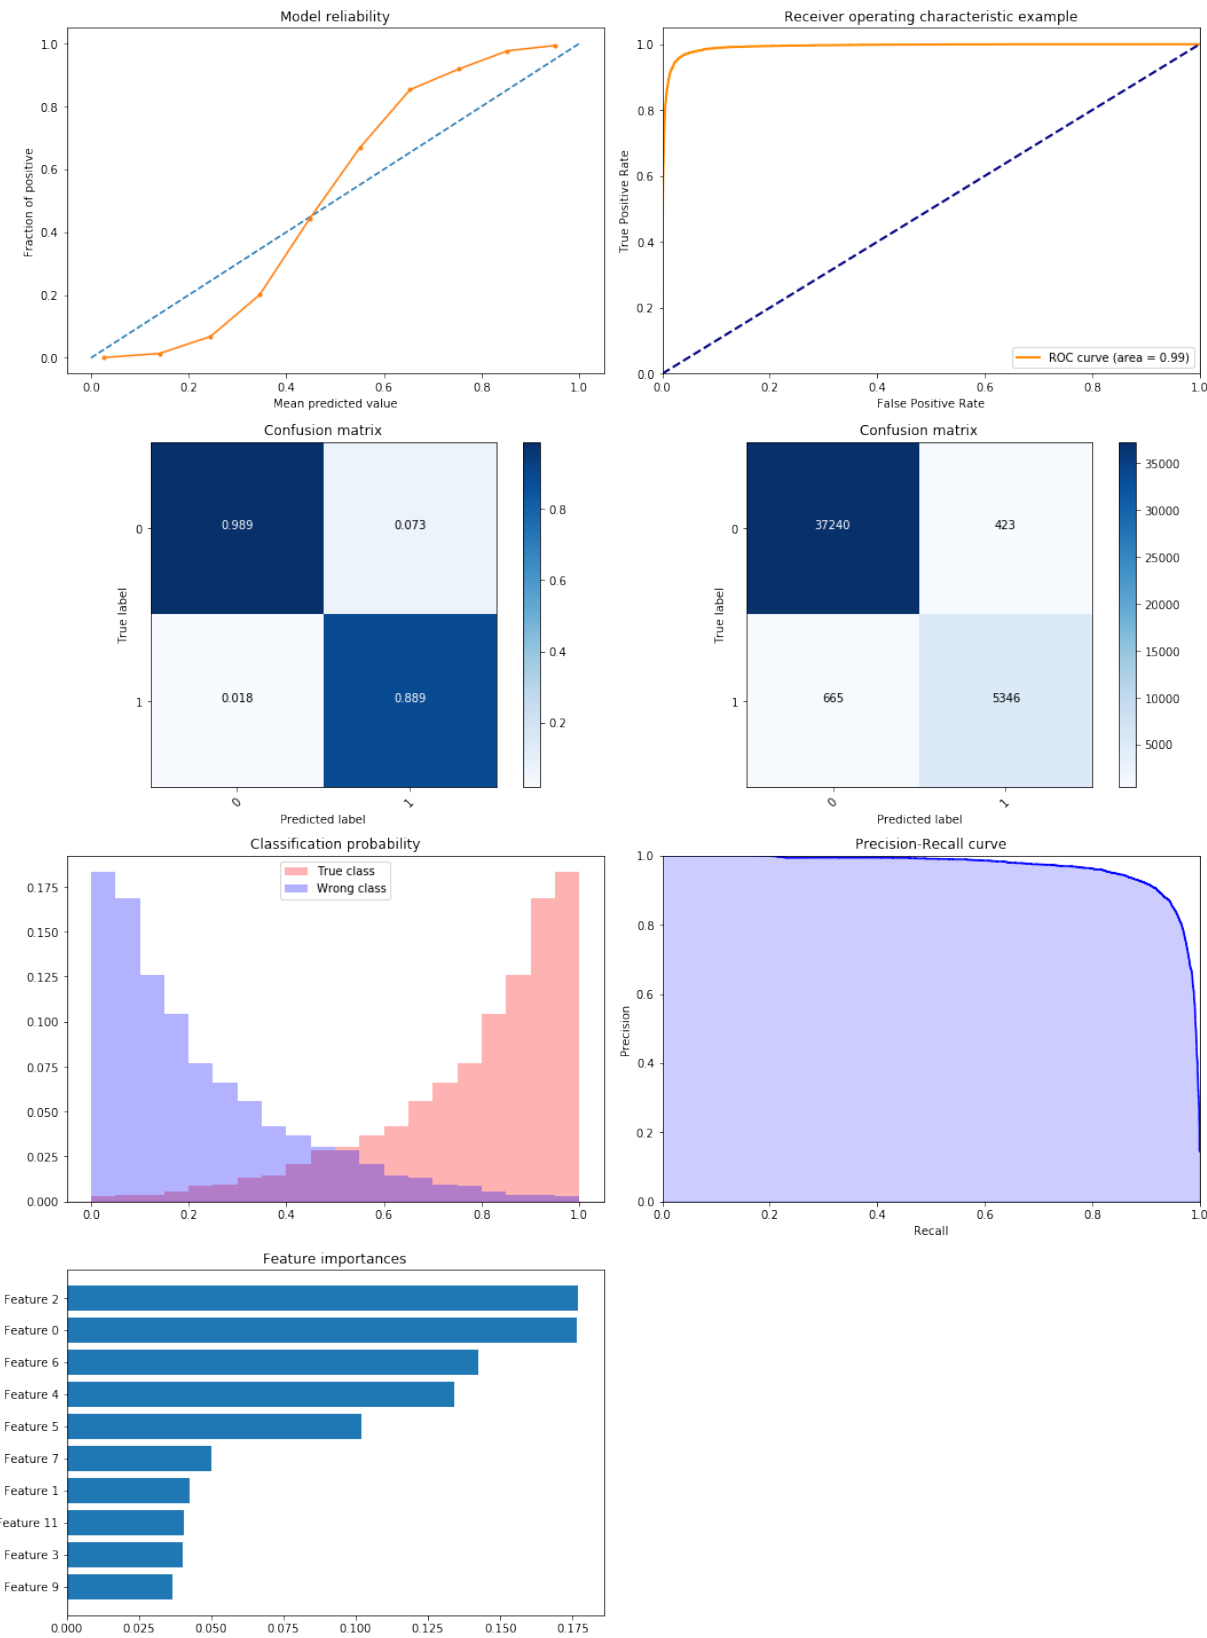 Model reliability
1.0
0.8
0.6
0.4
0.2
0.0
Fraction of positive
0.0 0.2 0.4 0.6 0.8 1.0
Mean predicted value
Receiver operating characteristic example
1.0
0.8
0.6
0.4
0.2
0.0
True Positive Rate
ROC curve (area = 0.99)
0.0 0.2 0.4 0.6 0.8 1.0
False Positive Rate
Confusion matrix
0 0.989 0.073
1 0.018 0.889
True label
0 1
Predicted label
0.8
0.6
0.4
0.2
Confusion matrix
0 37240 423
1 665 5346
True label
0 1
Predicted label
35000
30000
25000
20000
15000
10000
5000
Classification probability
True class
Wrong class
0.175
0.150
0.125
0.100
0.075
0.050
0.025
0.000
0.0 0.2 0.4 0.6 0.8 1.0
Precision-Recall curve
1.0
0.8
0.6
0.4
0.2
0.0
Precision
0.0 0.2 0.4 0.6 0.8 1.0
Recall
Feature importances
Feature 2
Feature 0
Feature 6
Feature 4
Feature 5
Feature 7
Feature 1
Feature 11
Feature 3
Feature 9
0.000 0.025 0.050 0.075 0.100 0.125 0.150 0.175